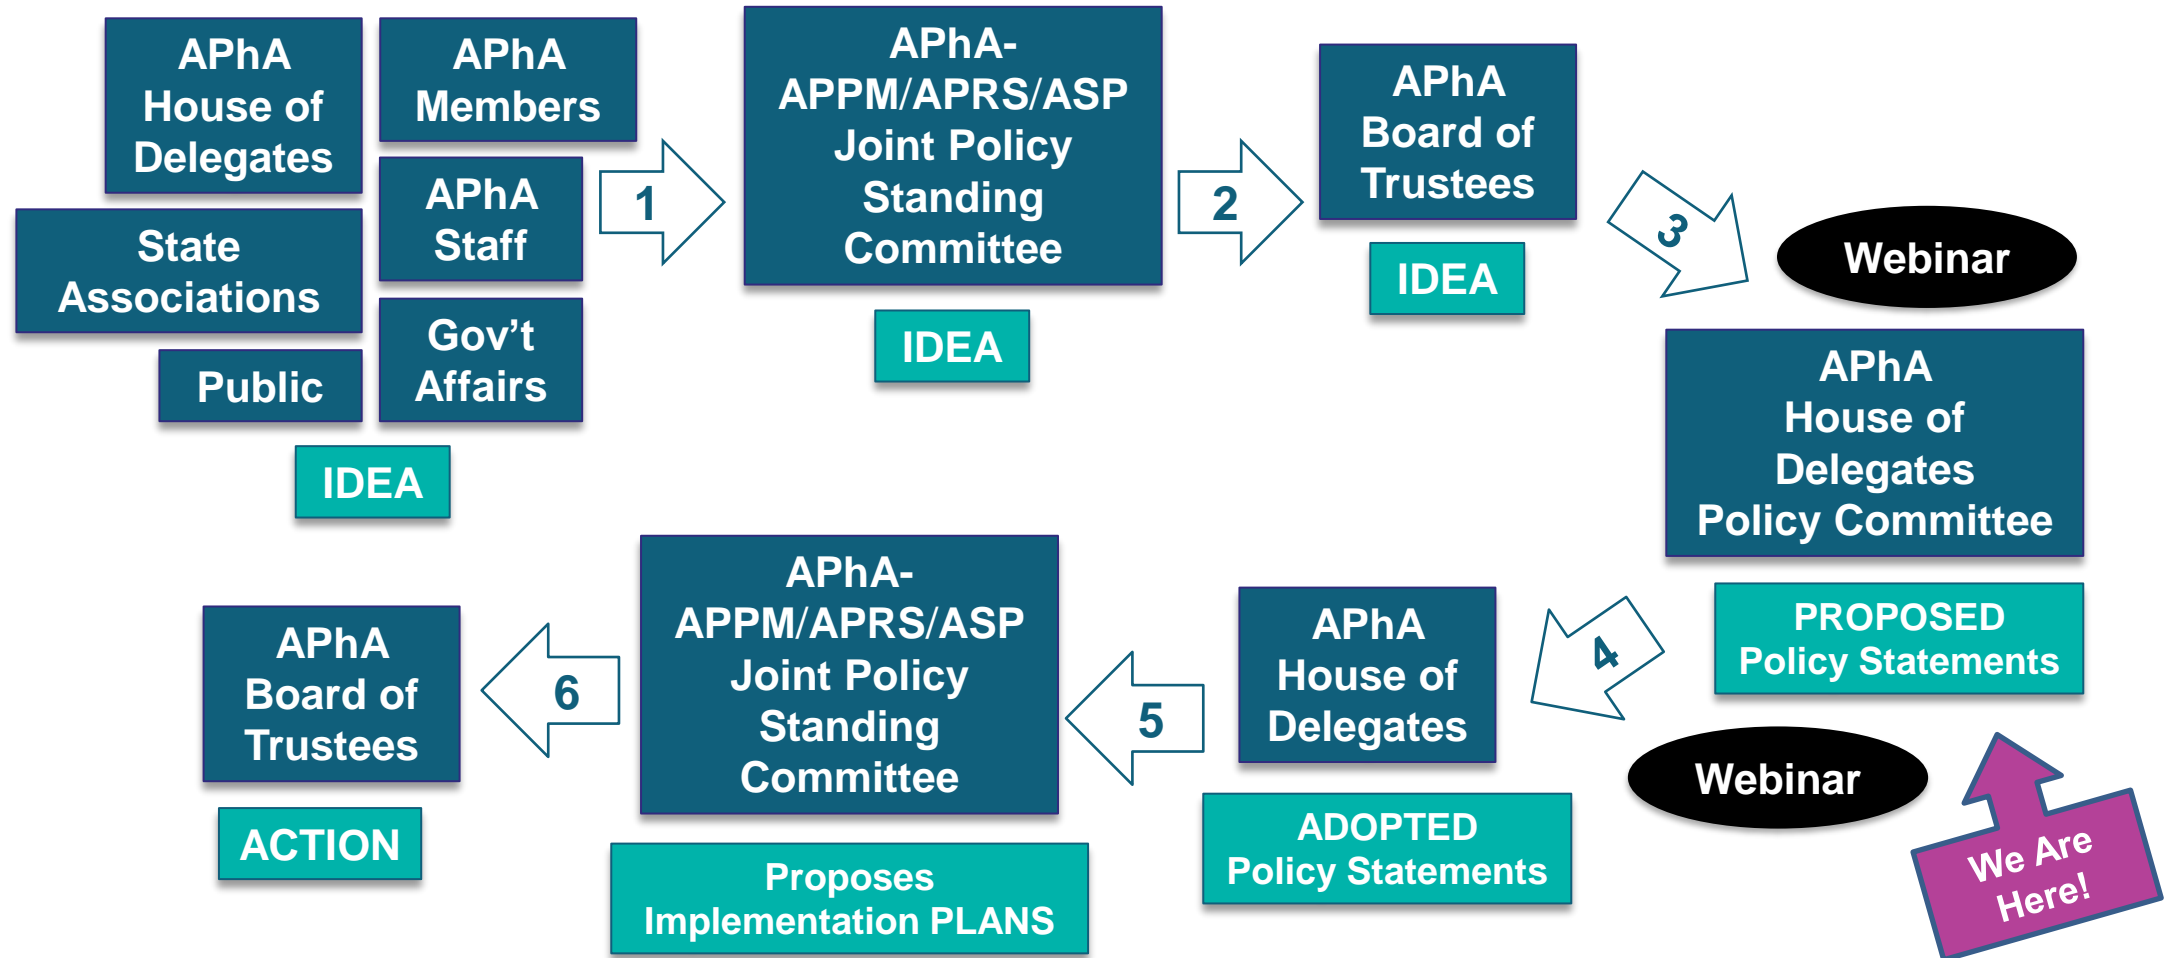 APhA
House of
Delegates
APhA
Members
State
Associations
APhA
Staff
Public
Gov't
Affairs
IDEA
1
APhA-
APPM/APRS/ASP
Joint Policy
Standing
Committee
IDEA
2
APhA
Board of
Trustees
IDEA
3
Webinar
APhA
House of
Delegates
Policy Committee
PROPOSED
Policy Statements
We Are
Here!
Webinar
4
APhA
House of
Delegates
ADOPTED
Policy Statements
5
APhA-
APPM/APRS/ASP
Joint Policy
Standing
Committee
Proposes
Implementation PLANS
6
APhA
Board of
Trustees
ACTION